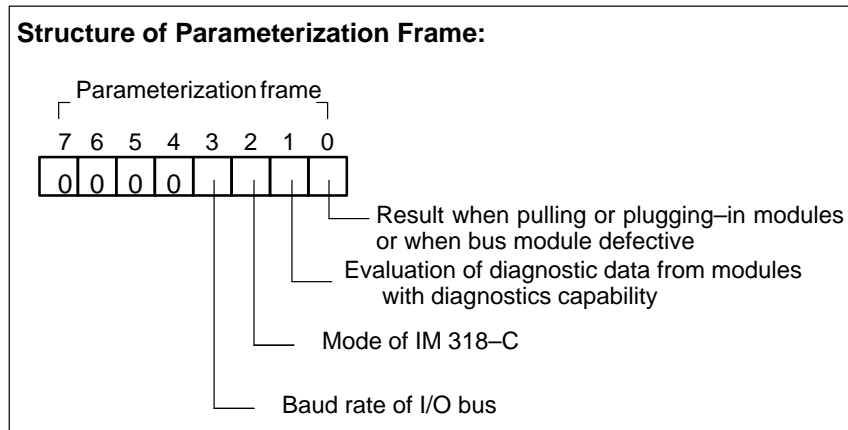 Structure of Parameterization Frame:
Parameterization frame
7 6 5 4 3 2 1 0
0 0 0 0
Result when pulling or plugging–in modules
or when bus module defective
Evaluation of diagnostic data from modules
with diagnostics capability
Mode of IM 318–C
Baud rate of I/O bus